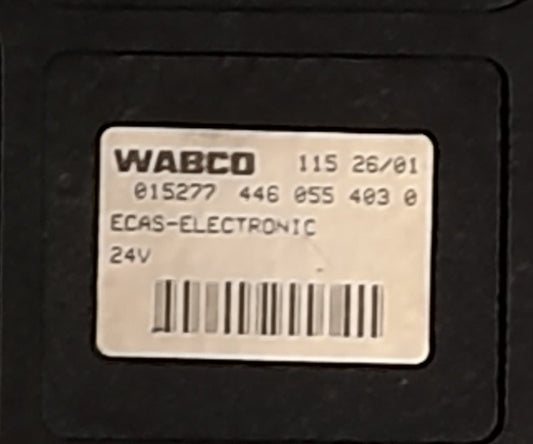 WABCO 115 26/01
015277 446 055 403 0
ECAS-ELECTRONIC
24V